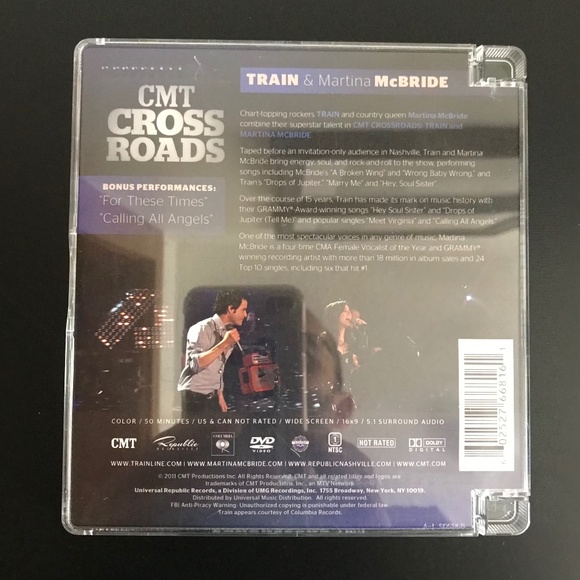 TRAIN & Martina McBRIDE
CMT
CROSS
ROADS
BONUS PERFORMANCES:
"For These Times"
"Calling All Angels"
Chart-topping rockers TRAIN and country queen Martina McBride
combine their superstar talent in CMT CROSSROADS: TRAIN and
MARTINA MCBRIDE.
Taped before an invitation-only audience in Nashville, Train and Martina
McBride bring energy, soul, and rock-and-roll to the show, performing
songs including McBride's "A Broken Wing" and "Wrong Baby Wrong," and
Train's "Drops of Jupiter," "Marry Me" and "Hey, Soul Sister".
Over the course of 15 years, Train has made its mark on music history with
their GRAMMY® Award-winning songs "Hey Soul Sister" and "Drops of
Jupiter (Tell Me) and popular singles "Meet Virginia" and "Calling All Angels."
One of the most spectacular voices in any genre of music, Martina
McBride is a four-time CMA Female Vocalist of the Year and GRAMMY®
winning recording artist with more than 18 million in album sales and 24
Top 10 singles, including six that hit #1.
COLOR / 50 MINUTES / US & CAN NOT RATED / WIDE SCREEN / 16x9 / 5.1 SURROUND AUDIO
CMT Republic COLUMBIA DVD VIDEO 1 NTSC NOT RATED DOLBY DIGITAL
WWW.TRAINLINE.COM | WWW.MARTINAMCBRIDE.COM | WWW.REPUBLICNASHVILLE.COM | WWW.CMT.COM
© 2011 CMT Productions Inc. All Rights Reserved. CMT and all related titles and logos are
trademarks of CMT Productions, Inc., an MTV Network
Universal Republic Records, a Division of UMG Recordings, Inc. 1755 Broadway, New York, NY 10019.
Distributed by Universal Music Distribution. All rights reserved.
FBI Anti-Piracy Warning: Unauthorized copying is punishable under federal law.
Train appears courtesy of Columbia Records.
6 02527 66816 1